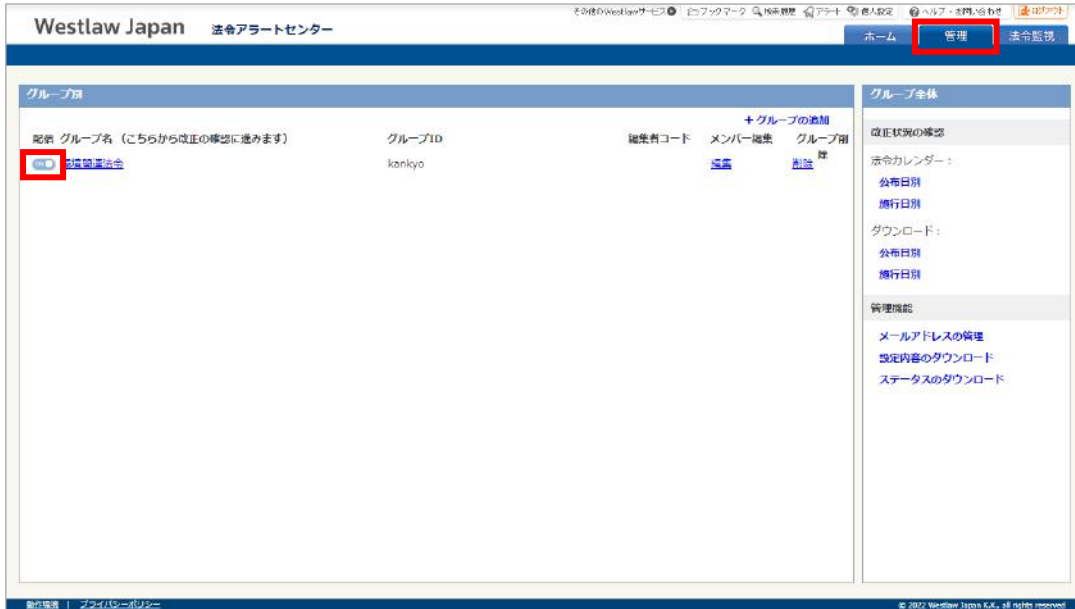 その他のWestlawサービス ブックマーク 検索履歴 アラート 個人設定 ヘルプ・お問い合わせ ログアウト
Westlaw Japan 法令アラートセンター
ホーム 管理 法令監視
グループ別
+ グループの追加
配信 グループ名（こちらから改正の確認に進みます） グループID 編集者コード メンバー編集 グループ削除
環境関連法令 kankyo 編集 削除
グループ全体
改正状況の確認
法令カレンダー：
公布日別
施行日別
ダウンロード：
公布日別
施行日別
管理機能
メールアドレスの管理
設定内容のダウンロード
ステータスのダウンロード
動作環境 | プライバシーポリシー
© 2022 Westlaw Japan K.K., all rights reserved